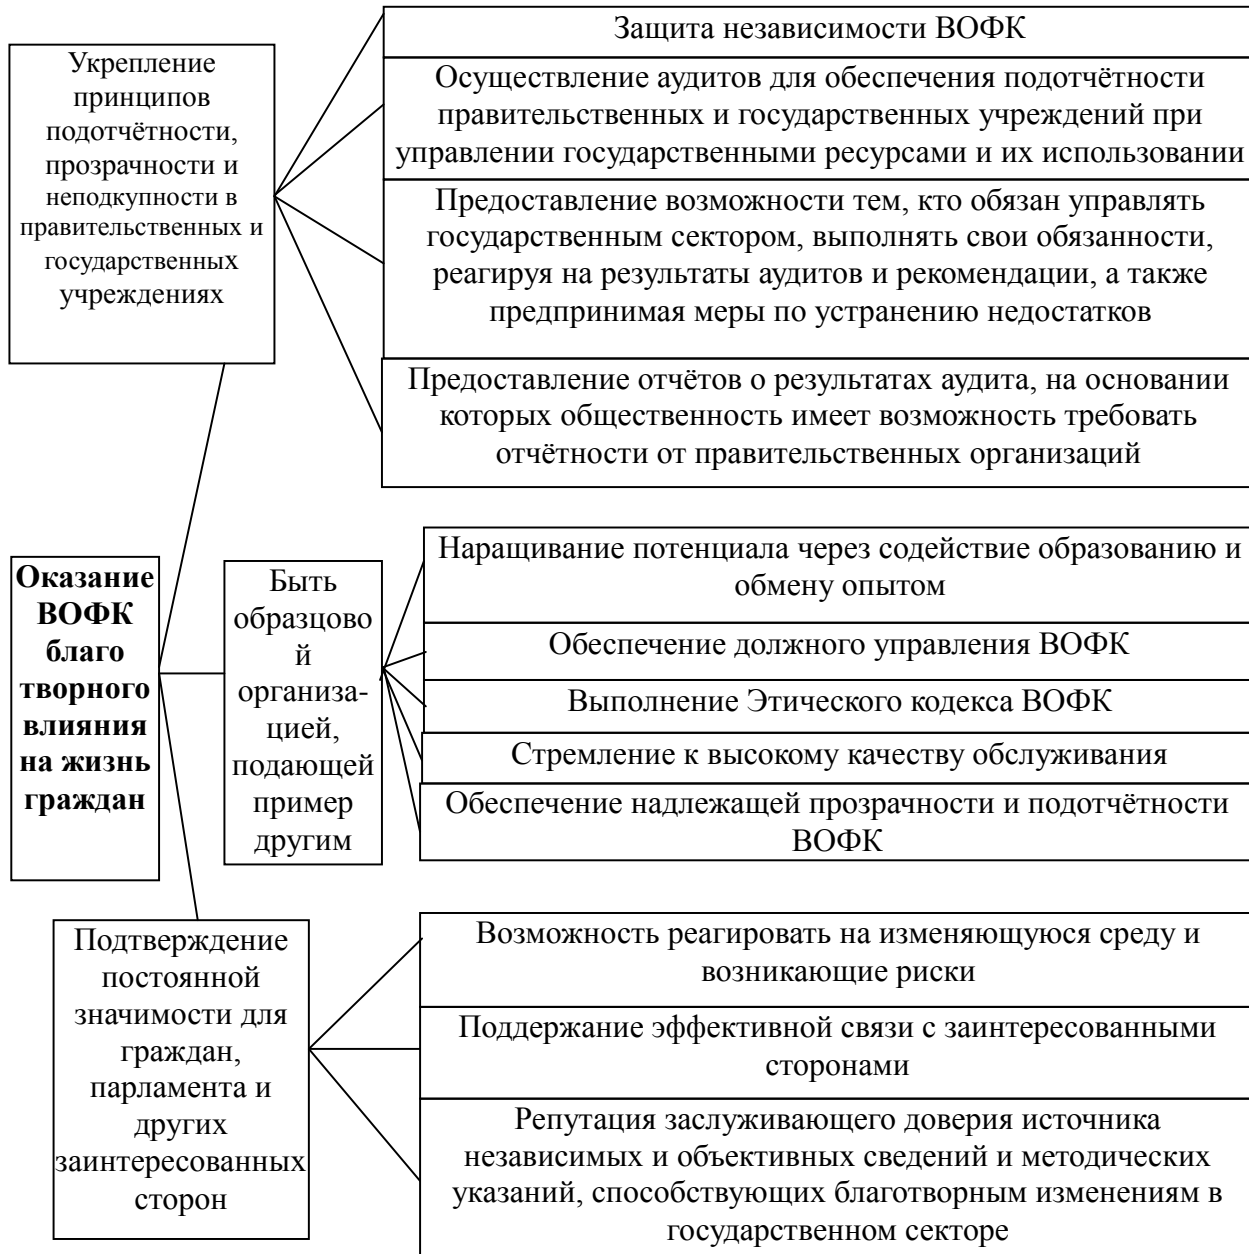 Укрепление
принципов
подотчётности,
прозрачности и
неподкупности в
правительственных и
государственных
учреждениях
Защита независимости ВОФК
Осуществление аудитов для обеспечения подотчётности
правительственных и государственных учреждений при
управлении государственными ресурсами и их использовании
Предоставление возможности тем, кто обязан управлять
государственным сектором, выполнять свои обязанности,
реагируя на результаты аудитов и рекомендации, а также
предпринимая меры по устранению недостатков
Предоставление отчётов о результатах аудита, на основании
которых общественность имеет возможность требовать
отчётности от правительственных организаций
Оказание
ВОФК
благо
творного
влияния
на жизнь
граждан
Быть
образцово
й
организа-
цией,
подающей
пример
другим
Наращивание потенциала через содействие образованию и
обмену опытом
Обеспечение должного управления ВОФК
Выполнение Этического кодекса ВОФК
Стремление к высокому качеству обслуживания
Обеспечение надлежащей прозрачности и подотчётности
ВОФК
Подтверждение
постоянной
значимости для
граждан,
парламента и
других
заинтересованных
сторон
Возможность реагировать на изменяющуюся среду и
возникающие риски
Поддержание эффективной связи с заинтересованными
сторонами
Репутация заслуживающего доверия источника
независимых и объективных сведений и методических
указаний, способствующих благотворным изменениям в
государственном секторе